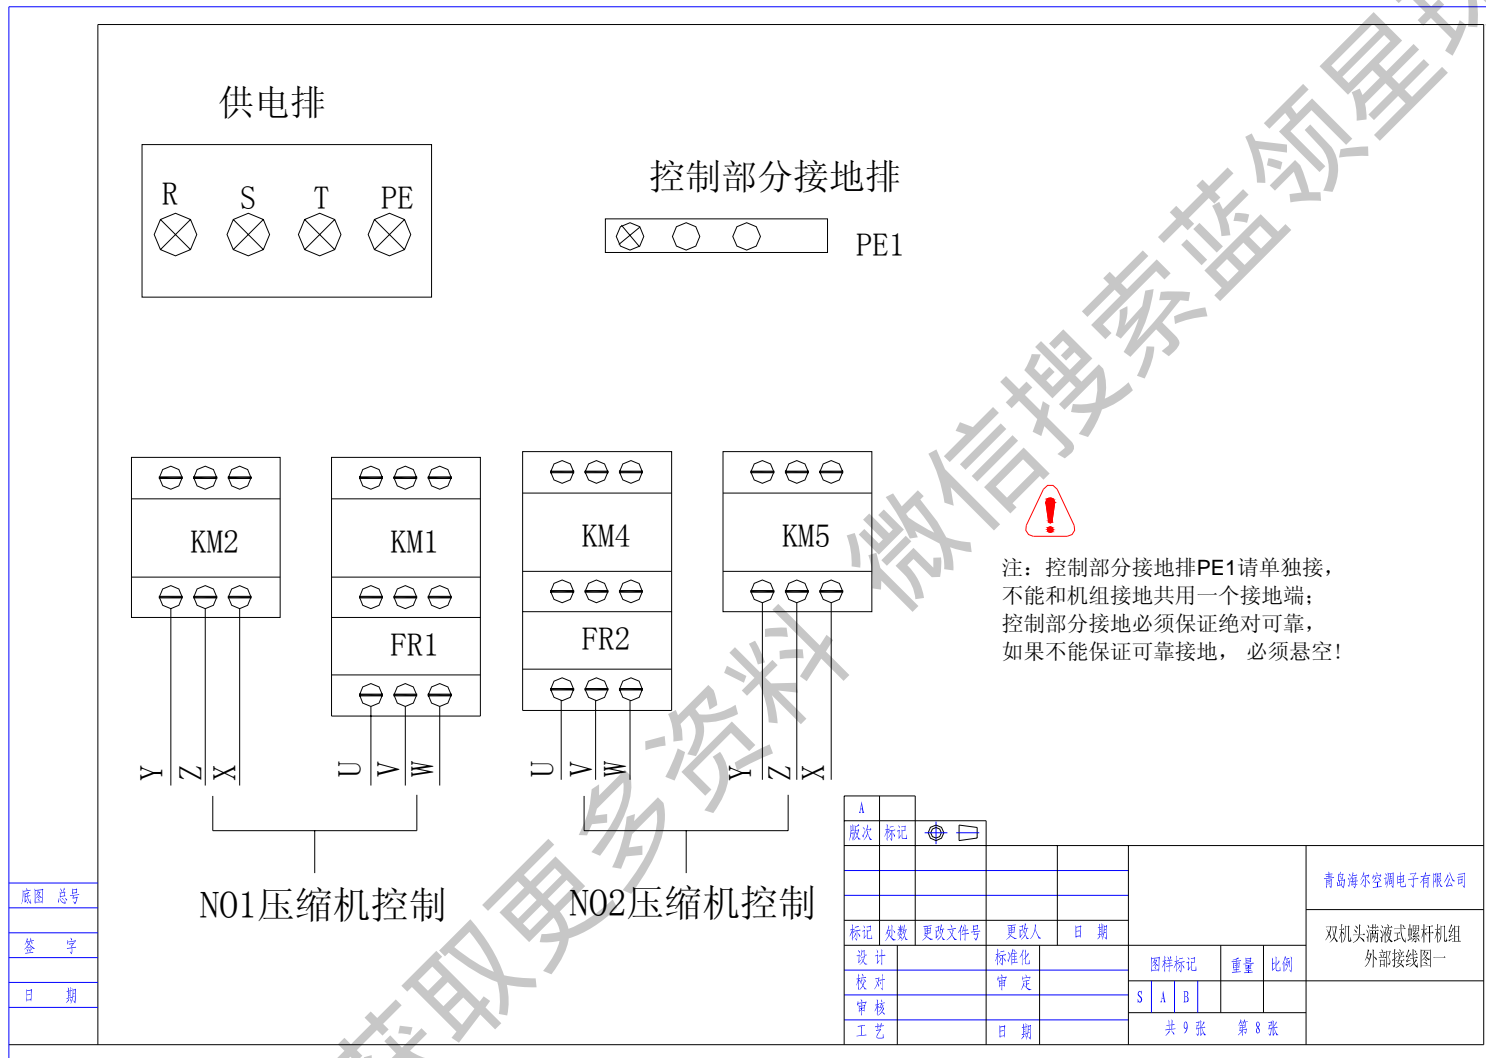 供电排
R S T PE
控制部分接地排
PE1
KM2
KM1
FR1
KM4
FR2
KM5
Y Z X
U V W
U V W
Y Z X
NO1压缩机控制
NO2压缩机控制
注：控制部分接地排PE1请单独接，
不能和机组接地共用一个接地端；
控制部分接地必须保证绝对可靠，
如果不能保证可靠接地， 必须悬空!
获取更多资料 微信搜索蓝领星球
底图 总号
签 字
日 期
A
版次 标记
标记 处数 更改文件号 更改人 日 期
设 计 标准化
校 对 审 定
审 核
工 艺 日 期
图样标记 重量 比例
S A B
共 9 张 第 8 张
青岛海尔空调电子有限公司
双机头满液式螺杆机组
外部接线图一